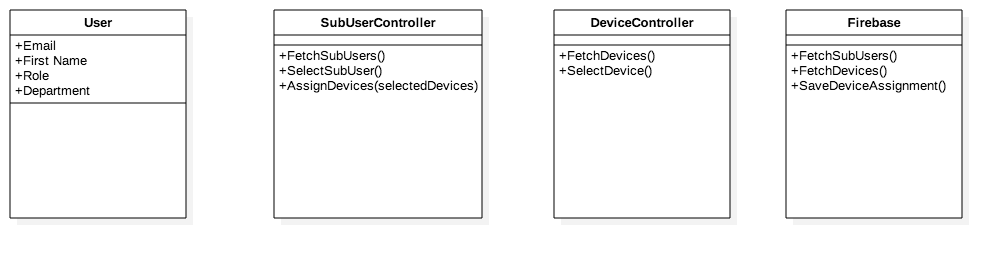 User
+Email
+First Name
+Role
+Department
SubUserController
+FetchSubUsers()
+SelectSubUser()
+AssignDevices(selectedDevices)
DeviceController
+FetchDevices()
+SelectDevice()
Firebase
+FetchSubUsers()
+FetchDevices()
+SaveDeviceAssignment()